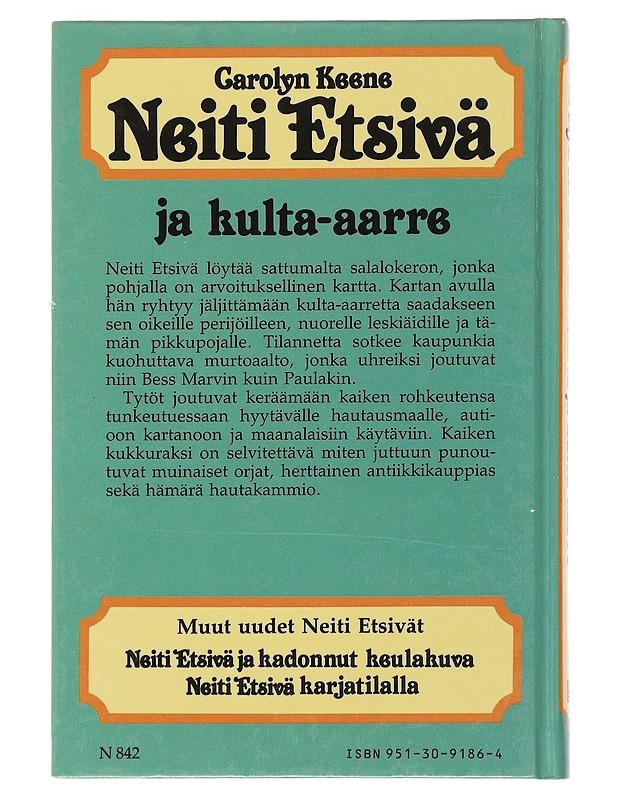 Carolyn Keene
Neiti Etsivä
ja kulta-aarre
Neiti Etsivä löytää sattumalta salalokeron, jonka
pohjalla on arvoituksellinen kartta. Kartan avulla
hän ryhtyy jäljittämään kulta-aarretta saadakseen
sen oikeille perijöilleen, nuorelle leskiäidille ja tä-
män pikkupojalle. Tilannetta sotkee kaupunkia
kuohuttava murtoaalto, jonka uhreiksi joutuvat
niin Bess Marvin kuin Paulakin.
Tytöt joutuvat keräämään kaiken rohkeutensa
tunkeutuessaan hyytävälle hautausmaalle, auti-
oon kartanoon ja maanalaisiin käytäviin. Kaiken
kukkuraksi on selvitettävä miten juttuun punou-
tuvat muinaiset orjat, herttainen antiikkikauppias
sekä hämärä hautakammio.
Muut uudet Neiti Etsivät
Neiti Etsivä ja kadonnut keulakuva
Neiti Etsivä karjatilalla
N 842
ISBN 951-30-9186-4